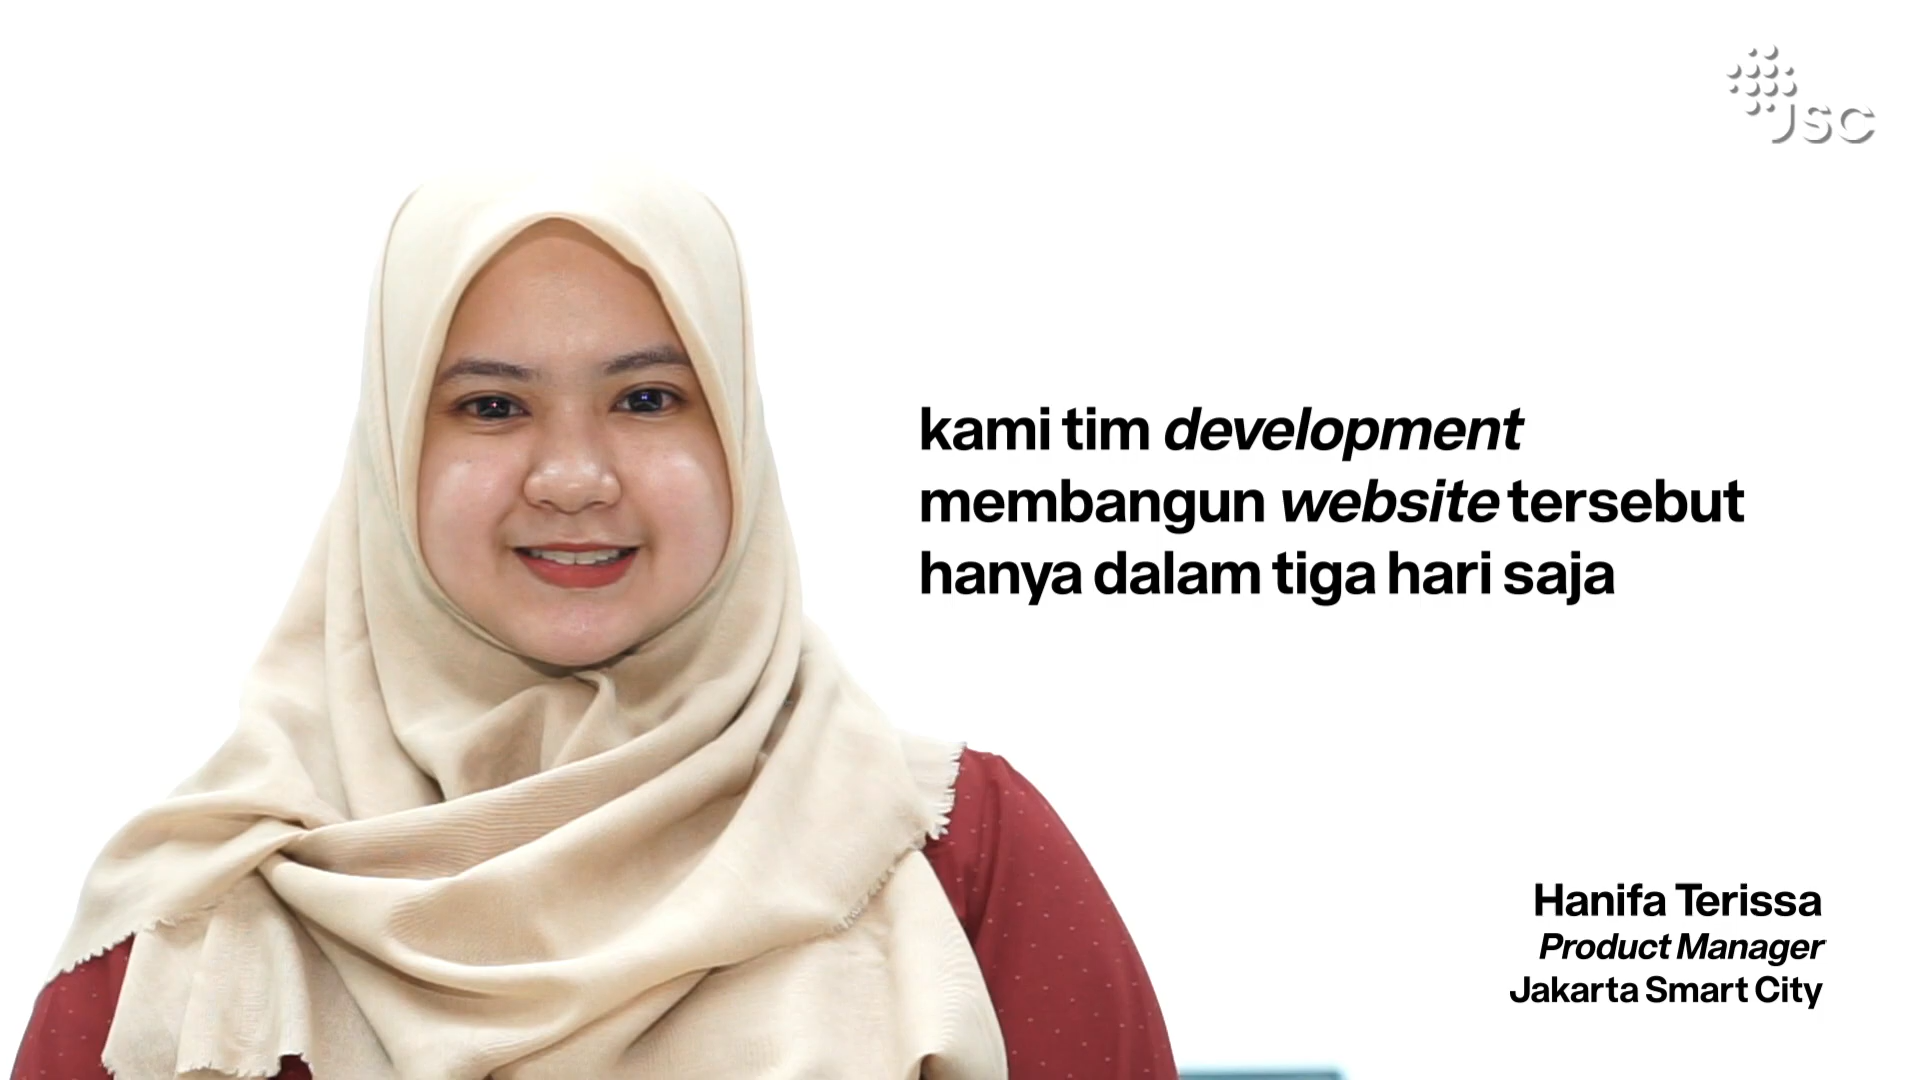 JSC
kami tim development
membangun website tersebut
hanya dalam tiga hari saja
Hanifa Terissa
Product Manager
Jakarta Smart City